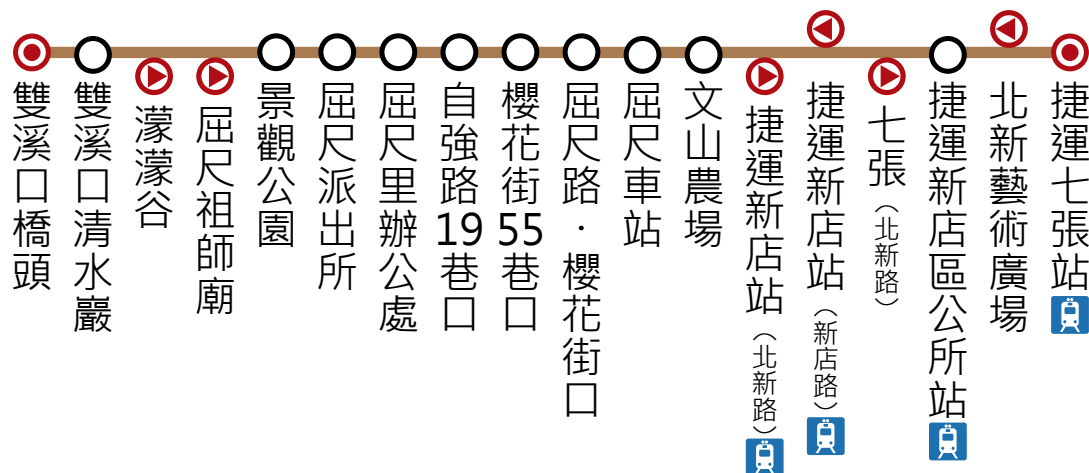 雙溪口橋頭
雙溪口清水巖
濛濛谷
屈尺祖師廟
景觀公園
屈尺派出所
屈尺里辦公處
自強路19巷口
櫻花街55巷口
屈尺路·櫻花街口
屈尺車站
文山農場
捷運新店站（北新路）
捷運新店站（新店路）
七張（北新路）
捷運新店區公所站
北新藝術廣場
捷運七張站